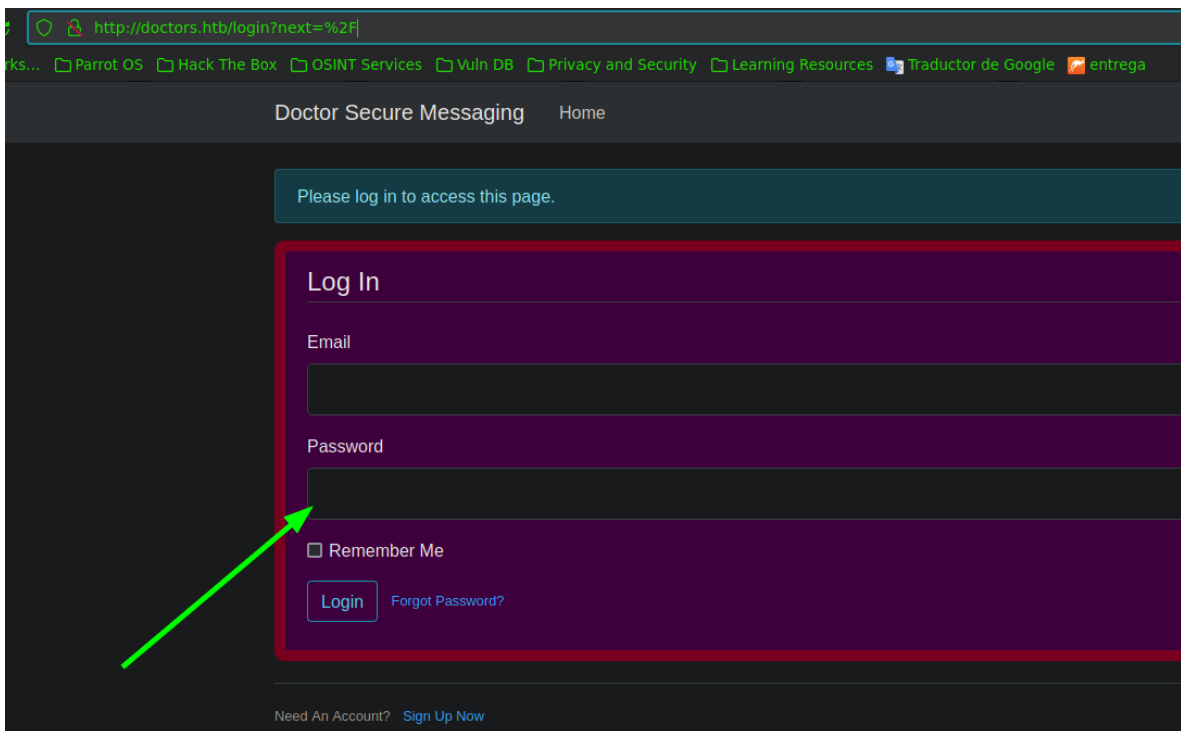 http://doctors.htb/login?next=%2F
rks... Parrot OS Hack The Box OSINT Services Vuln DB Privacy and Security Learning Resources Traductor de Google entrega
Doctor Secure Messaging Home
Please log in to access this page.
Log In
Email
Password
Remember Me
Login Forgot Password?
Need An Account? Sign Up Now